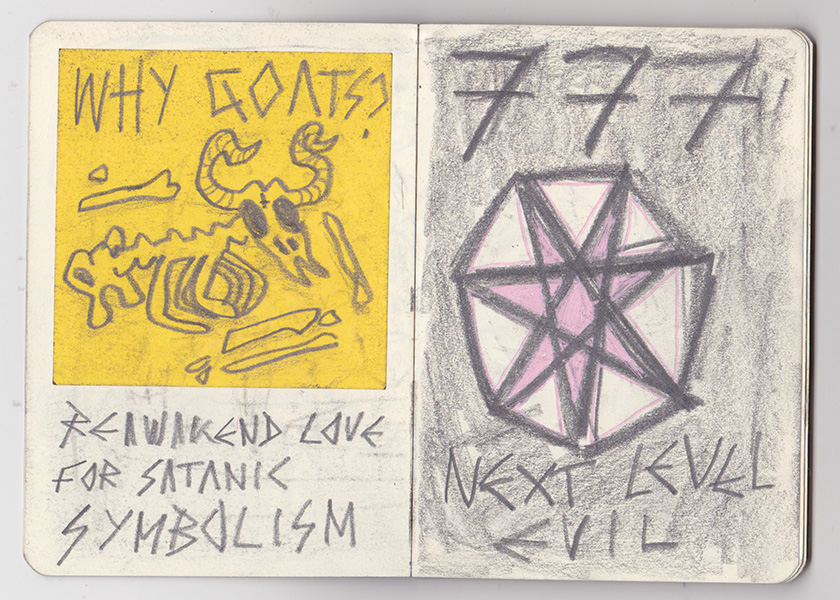 WHY GOATS?
REAWAKEND LOVE
FOR SATANIC
SYMBOLISM
777
NEXT LEVEL
EVIL